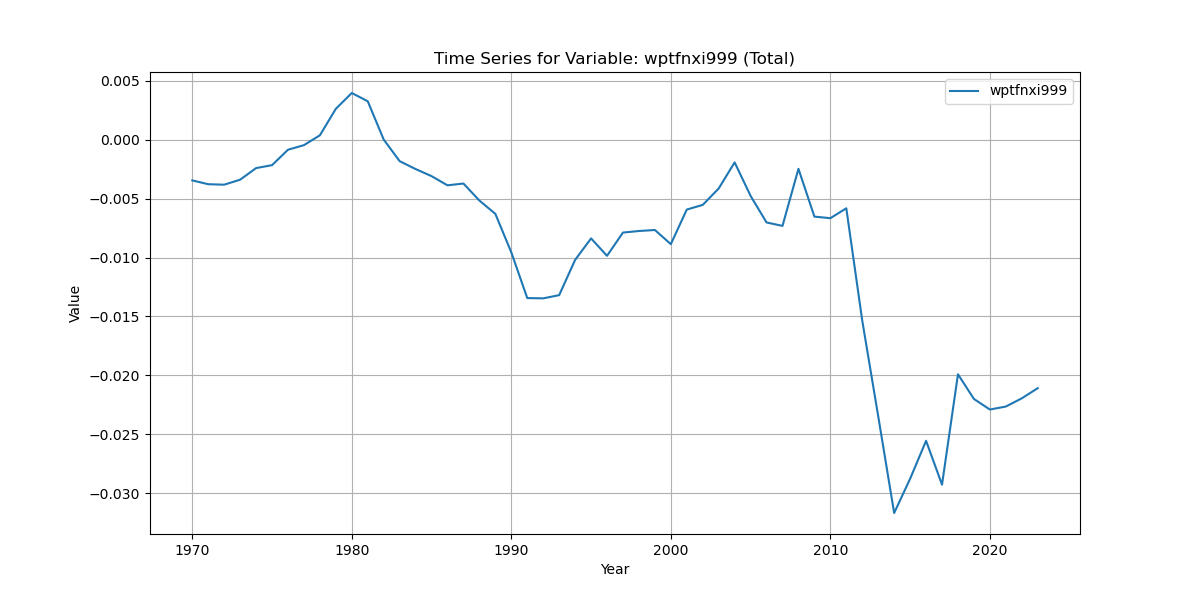 Time Series for Variable: wptfnxi999 (Total)
wptfnxi999
Value
0.005
0.000
−0.005
−0.010
−0.015
−0.020
−0.025
−0.030
1970 1980 1990 2000 2010 2020
Year